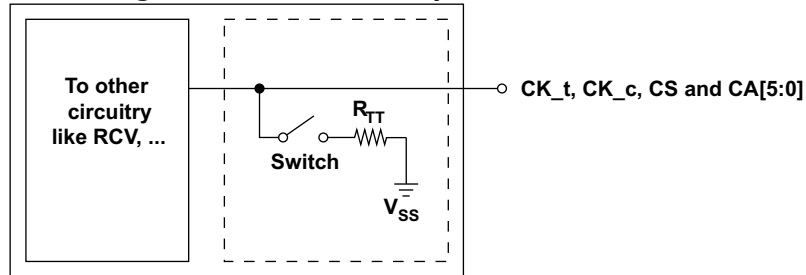 To other
circuitry
like RCV, ...
CK_t, CK_c, CS and CA[5:0]
RTT
Switch
VSS